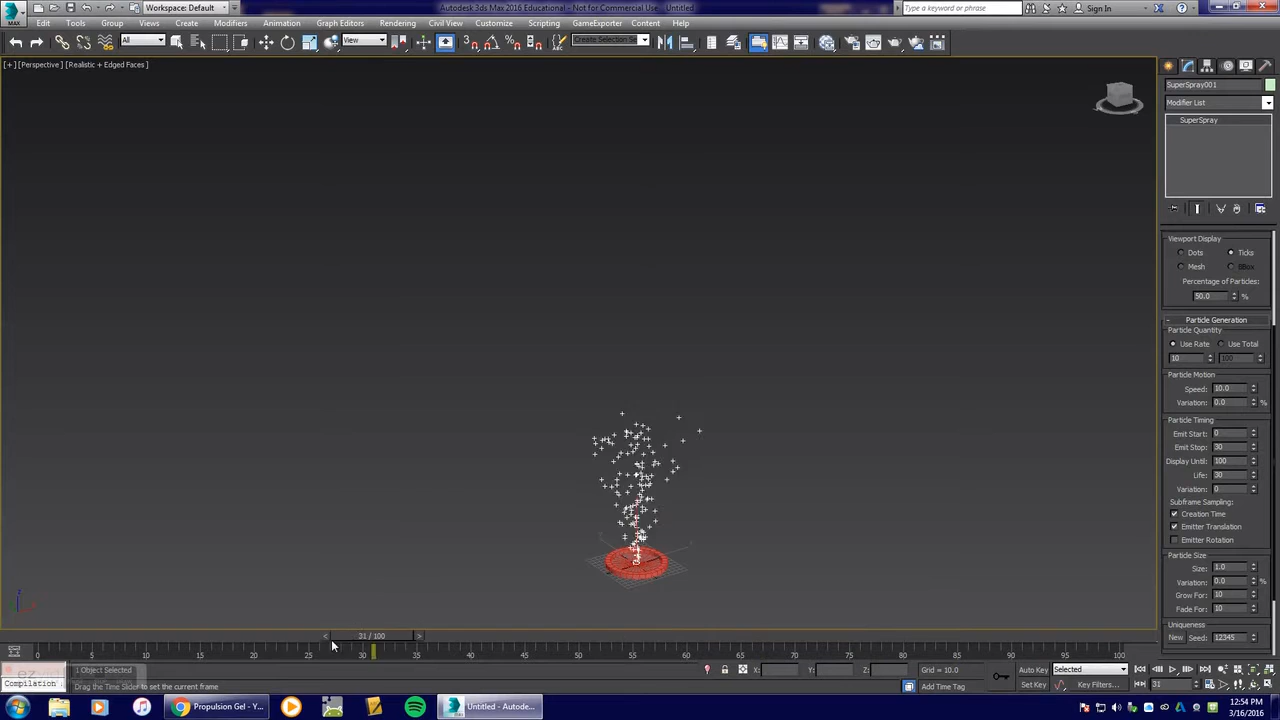 Autodesk 3ds Max 2016 Educational - Not for Commercial Use Untitled
Workspace: Default
Type a keyword or phrase
Sign In
MAX
Edit Tools Group Views Create Modifiers Animation Graph Editors Rendering Civil View Customize Scripting GameExporter Content Help
All View Create Selection Se
[+] [Perspective] [Realistic + Edged Faces]
SuperSpray001
Modifier List
SuperSpray
Viewport Display
Dots Ticks
Mesh BBox
Percentage of Particles:
50.0 %
- Particle Generation
Particle Quantity
Use Rate Use Total
10 100
Particle Motion
Speed: 10.0
Variation: 0.0 %
Particle Timing
Emit Start: 0
Emit Stop: 30
Display Until: 100
Life: 30
Variation: 0
Subframe Sampling:
Creation Time
Emitter Translation
Emitter Rotation
Particle Size
Size: 1.0
Variation: 0.0 %
Grow For: 10
Fade For: 10
Uniqueness
New Seed: 12345
< 31 / 100 >
0 5 10 15 20 25 30 35 40 45 50 55 60 65 70 75 80 85 90 95 100
1 Object Selected
X: Y: Z: Grid = 10.0
Auto Key Selected
Compilation
Drag the Time Slider to set the current frame
Add Time Tag
Set Key Key Filters... 31
Propulsion Gel - Y...
Untitled - Autode...
12:54 PM
3/16/2016